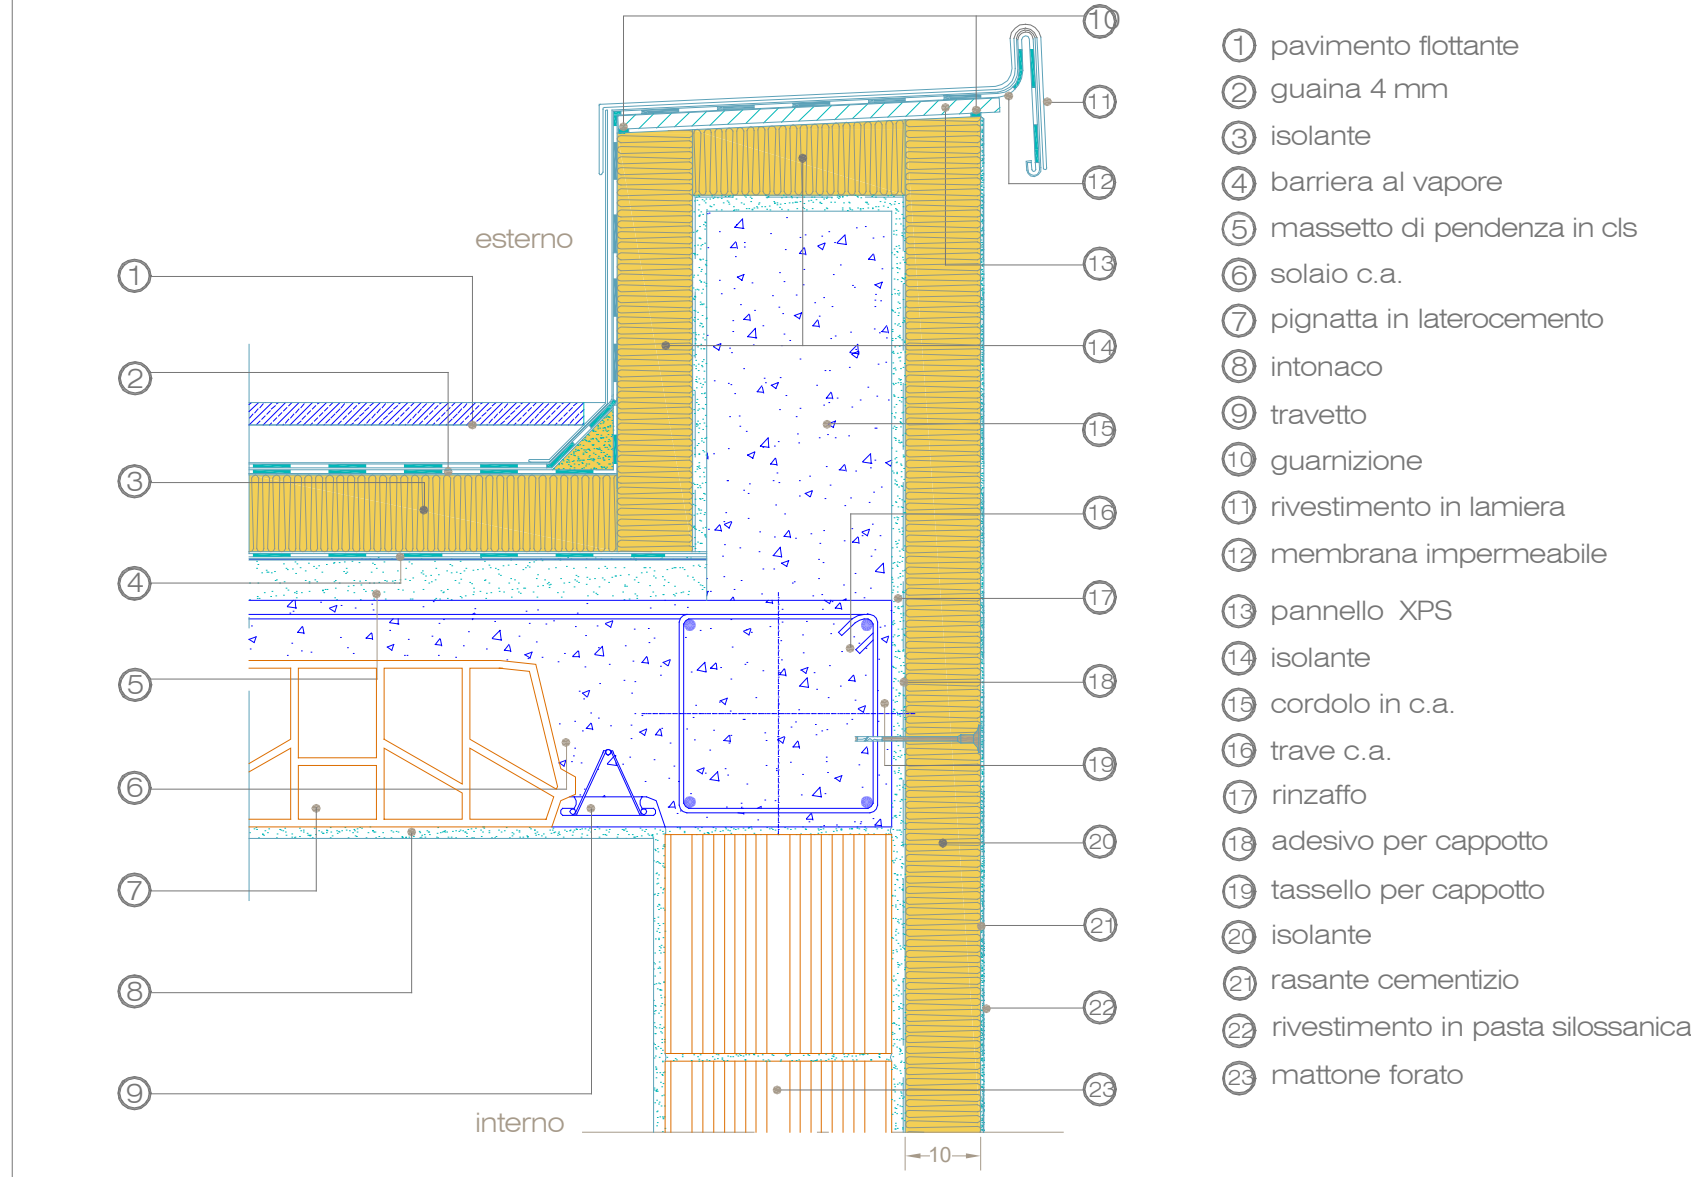 esterno
1
2
3
4
5
6
7
8
9
interno
10
11
12
13
14
15
16
17
18
19
20
21
22
23
10
1 pavimento flottante
2 guaina 4 mm
3 isolante
4 barriera al vapore
5 massetto di pendenza in cls
6 solaio c.a.
7 pignatta in laterocemento
8 intonaco
9 travetto
10 guarnizione
11 rivestimento in lamiera
12 membrana impermeabile
13 pannello XPS
14 isolante
15 cordolo in c.a.
16 trave c.a.
17 rinzaffo
18 adesivo per cappotto
19 tassello per cappotto
20 isolante
21 rasante cementizio
22 rivestimento in pasta silossanica
23 mattone forato